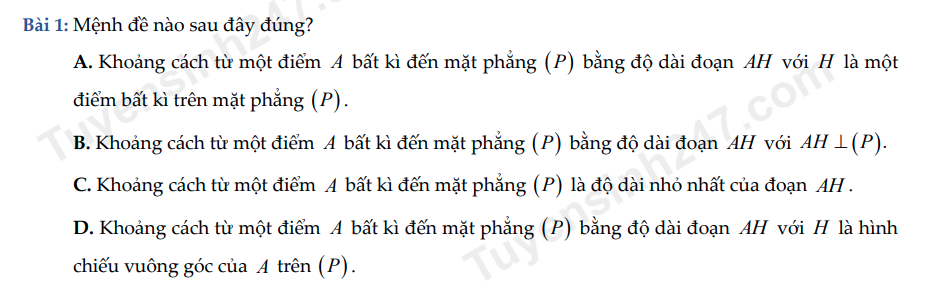 Bài 1: Mệnh đề nào sau đây đúng?
A. Khoảng cách từ một điểm A bất kì đến mặt phẳng (P) bằng độ dài đoạn AH với H là một
điểm bất kì trên mặt phẳng (P).
B. Khoảng cách từ một điểm A bất kì đến mặt phẳng (P) bằng độ dài đoạn AH với AH ⊥ (P).
C. Khoảng cách từ một điểm A bất kì đến mặt phẳng (P) là độ dài nhỏ nhất của đoạn AH.
D. Khoảng cách từ một điểm A bất kì đến mặt phẳng (P) bằng độ dài đoạn AH với H là hình
chiếu vuông góc của A trên (P).
Tuyensinh247.com
Tuyensinh247.com